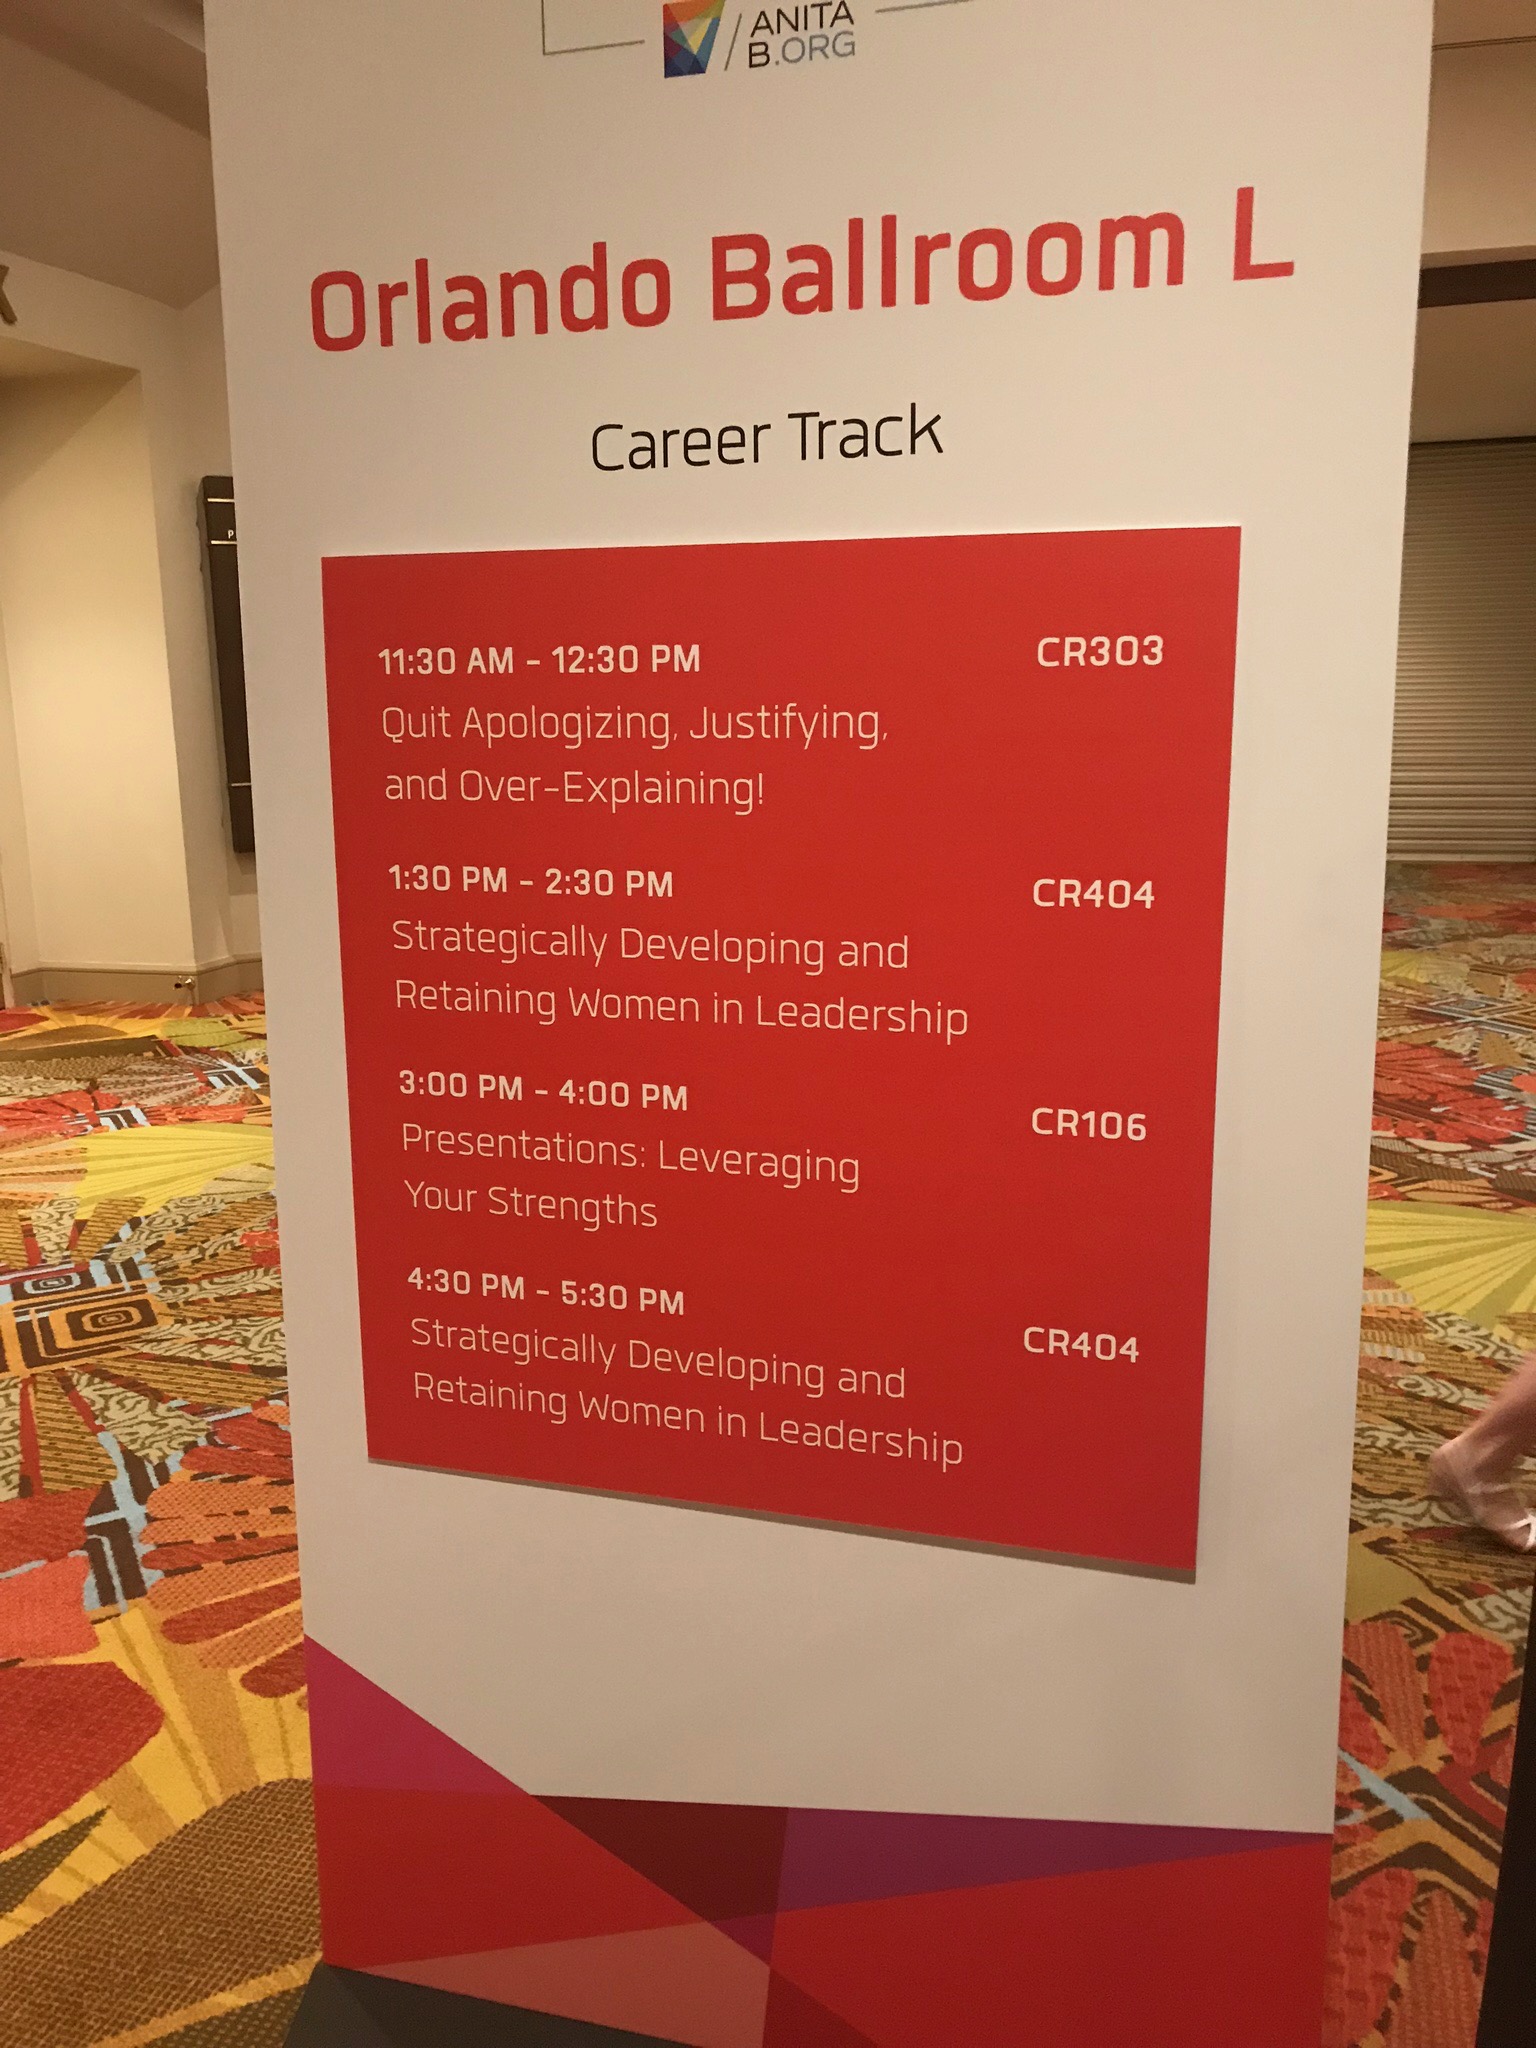 ANITA
B.ORG
Orlando Ballroom L
Career Track
11:30 AM – 12:30 PM CR303
Quit Apologizing, Justifying,
and Over-Explaining!
1:30 PM – 2:30 PM CR404
Strategically Developing and
Retaining Women in Leadership
3:00 PM – 4:00 PM CR106
Presentations: Leveraging
Your Strengths
4:30 PM – 5:30 PM CR404
Strategically Developing and
Retaining Women in Leadership